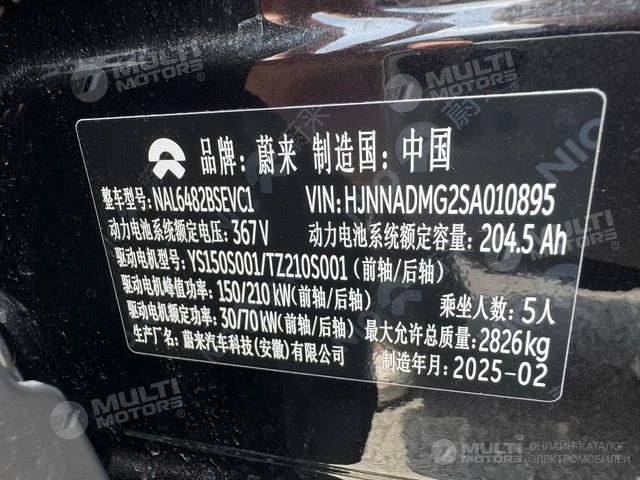 MULTI MOTORS
MULTI MOTORS
蔚来
品牌：蔚来 制造国：中国
NIO
整车型号：NAL6482BSEVC1 VIN：HJNNADMG2SA010895
动力电池系统额定电压：367V 动力电池系统额定容量：204.5Ah
驱动电机型号：YS150S001/TZ210S001（前轴/后轴）
驱动电机峰值功率：150/210kW（前轴/后轴） 乘坐人数：5人
驱动电机额定功率：30/70kW（前轴/后轴） 最大允许总质量：2826kg
生产厂名：蔚来汽车科技（安徽）有限公司 制造年月：2025-02
MULTI MOTORS
MULTI MOTORS
ОНЛАЙН-КАТАЛОГ
ЭЛЕКТРОМОБИЛЕЙ